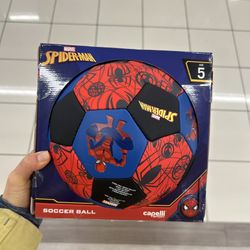 MARVEL
SPIDER-MAN
SIZE
5
SPIDER-MAN
SOCCER BALL
capelli